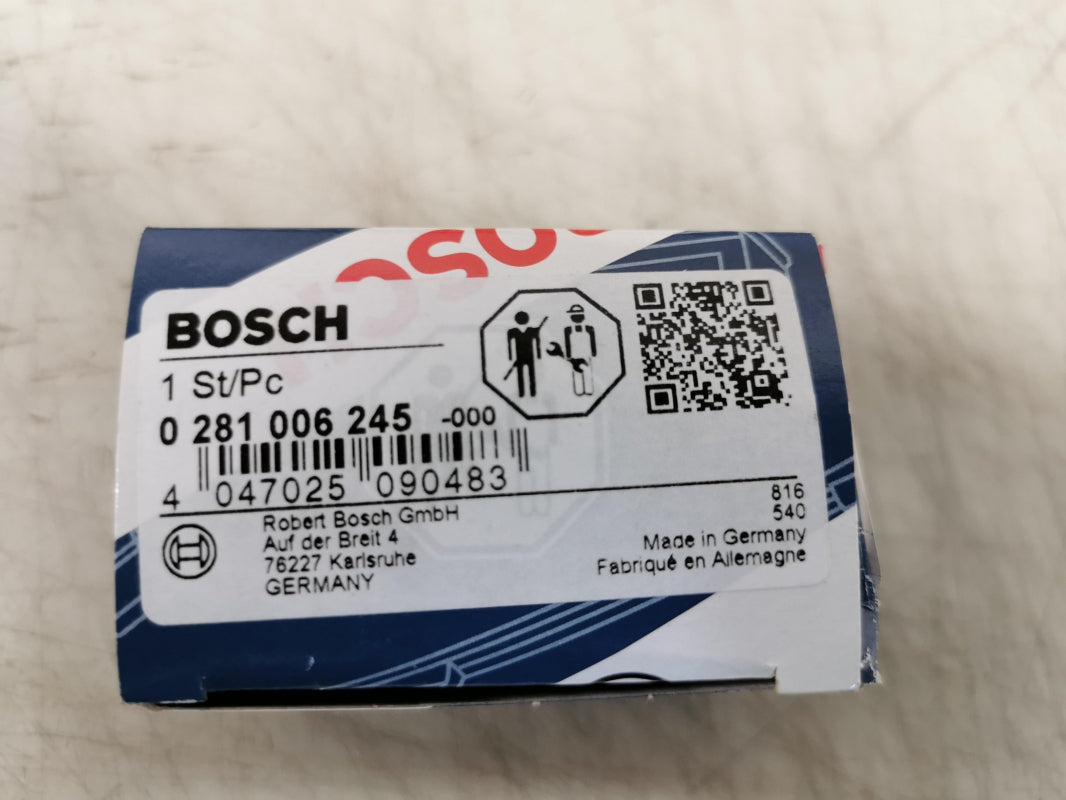 BOSCH
1 St/Pc
0 281 006 245 -000
4 047025 090483
816
540
Robert Bosch GmbH
Auf der Breit 4
76227 Karlsruhe
GERMANY
Made in Germany
Fabriqué en Allemagne